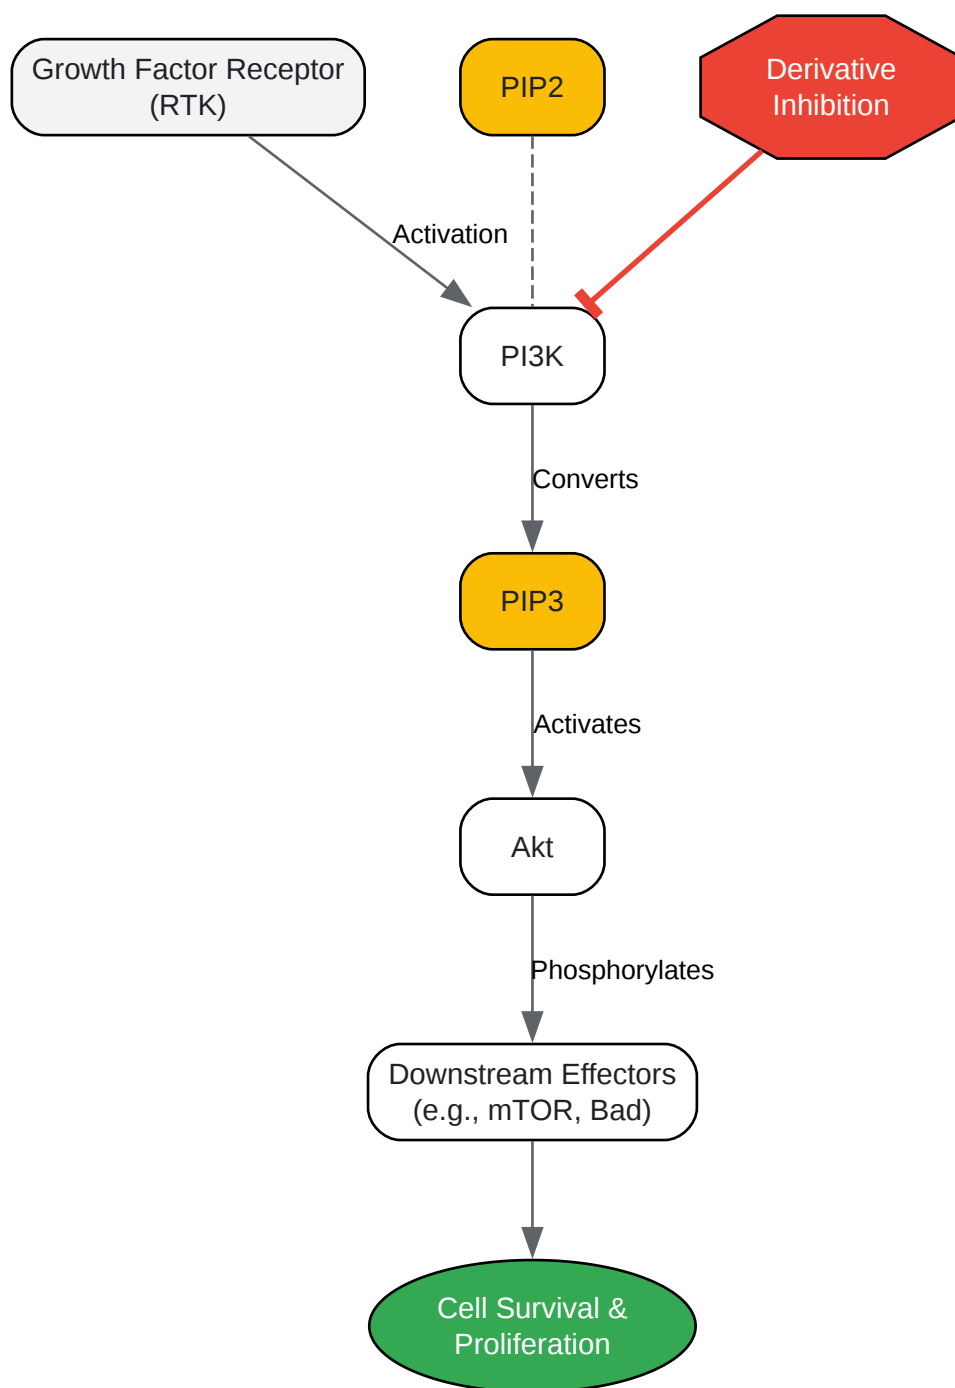 Growth Factor Receptor
(RTK)
PIP2
Derivative
Inhibition
Activation
PI3K
Converts
PIP3
Activates
Akt
Phosphorylates
Downstream Effectors
(e.g., mTOR, Bad)
Cell Survival &
Proliferation